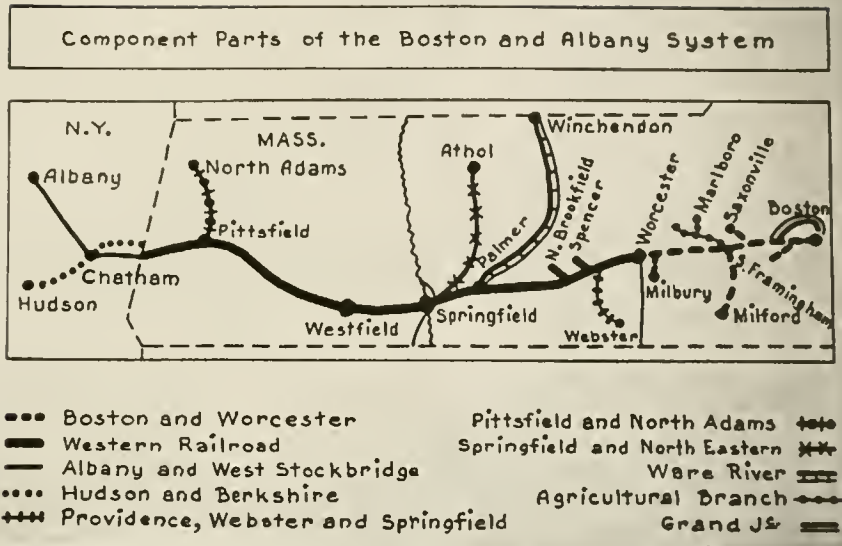 Component Parts of the Boston and Albany System
N.Y.
MASS.
Winchendon
Albany
North Adams
Athol
Pittsfield
Palmer
N. Brookfield
Spencer
Worcester
Marlboro
Saxonville
Boston
Chatham
Hudson
Westfield
Springfield
Webster
Milbury
S. Framingham
Milford
Boston and Worcester
Western Railroad
Albany and West Stockbridge
Hudson and Berkshire
Providence, Webster and Springfield
Pittsfield and North Adams
Springfield and North Eastern
Ware River
Agricultural Branch
Grand Jc.